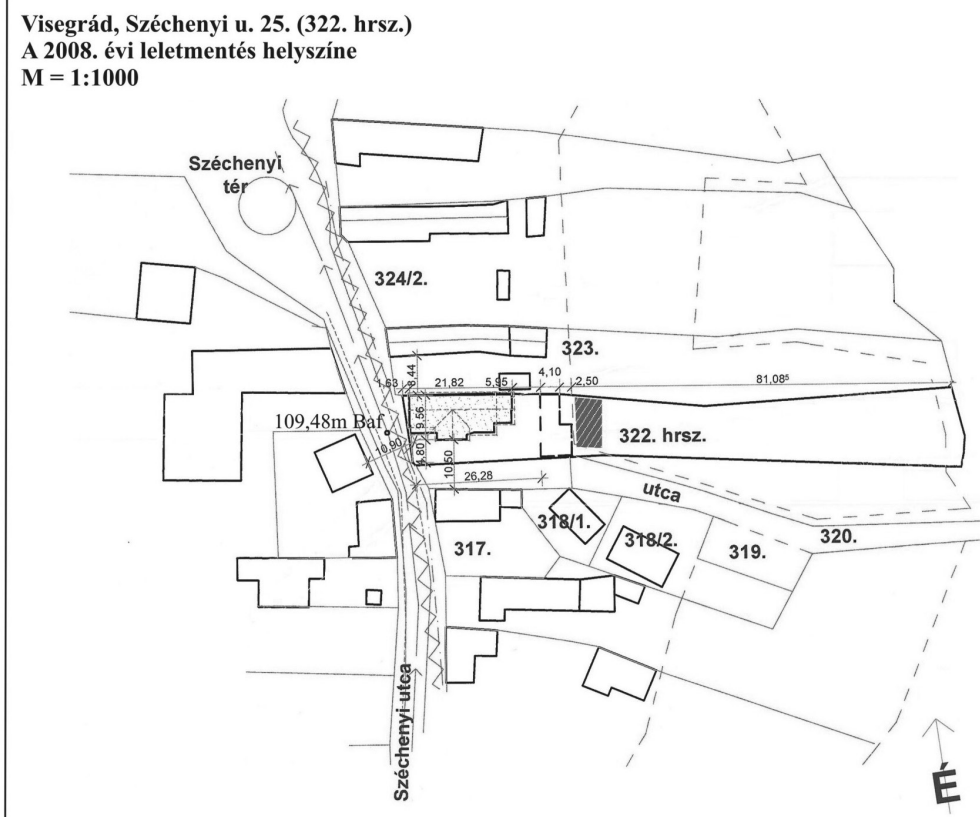 Visegrád, Széchenyi u. 25. (322. hrsz.)
A 2008. évi leletmentés helyszíne
M = 1:1000
Széchenyi
tér
324/2.
323.
1,63
8,44
21,82
5,95
4,10
2,50
81,08⁵
109,48m Baf
9,56
10,90
4,80
10,50
322. hrsz.
26,28
utca
318/1.
317.
318/2.
319.
320.
Széchenyi utca
É